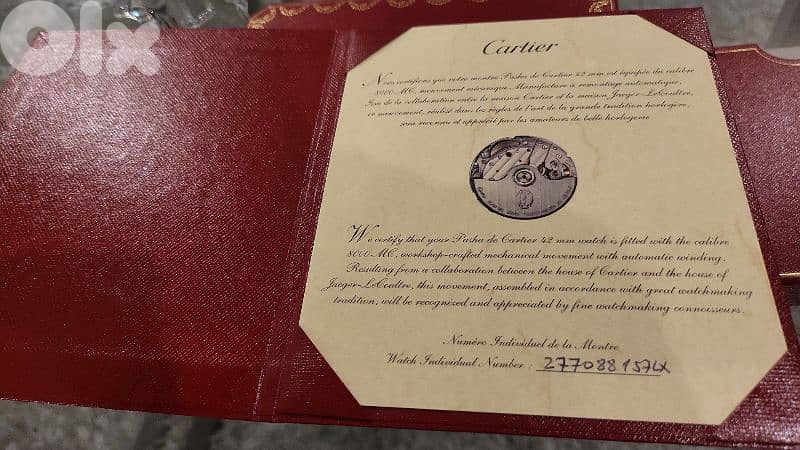 olx
Cartier
Nous certifions que votre montre Pasha de Cartier 42 mm est équipée du calibre
8000 MC, mouvement mécanique Manufacture à remontage automatique.
Issu de la collaboration entre la maison Cartier et la maison Jaeger-LeCoultre,
ce mouvement, réalisé dans les règles de l'art de la grande tradition horlogère,
sera reconnu et apprécié par les amateurs de belle horlogerie
We certify that your Pasha de Cartier 42 mm watch is fitted with the calibre
8000 MC, workshop-crafted mechanical movement with automatic winding.
Resulting from a collaboration between the house of Cartier and the house of
Jaeger-LeCoultre, this movement, assembled in accordance with great watchmaking
tradition, will be recognized and appreciated by fine watchmaking connoisseurs.
Numéro Individuel de la Montre
Watch Individual Number : 277088157LX